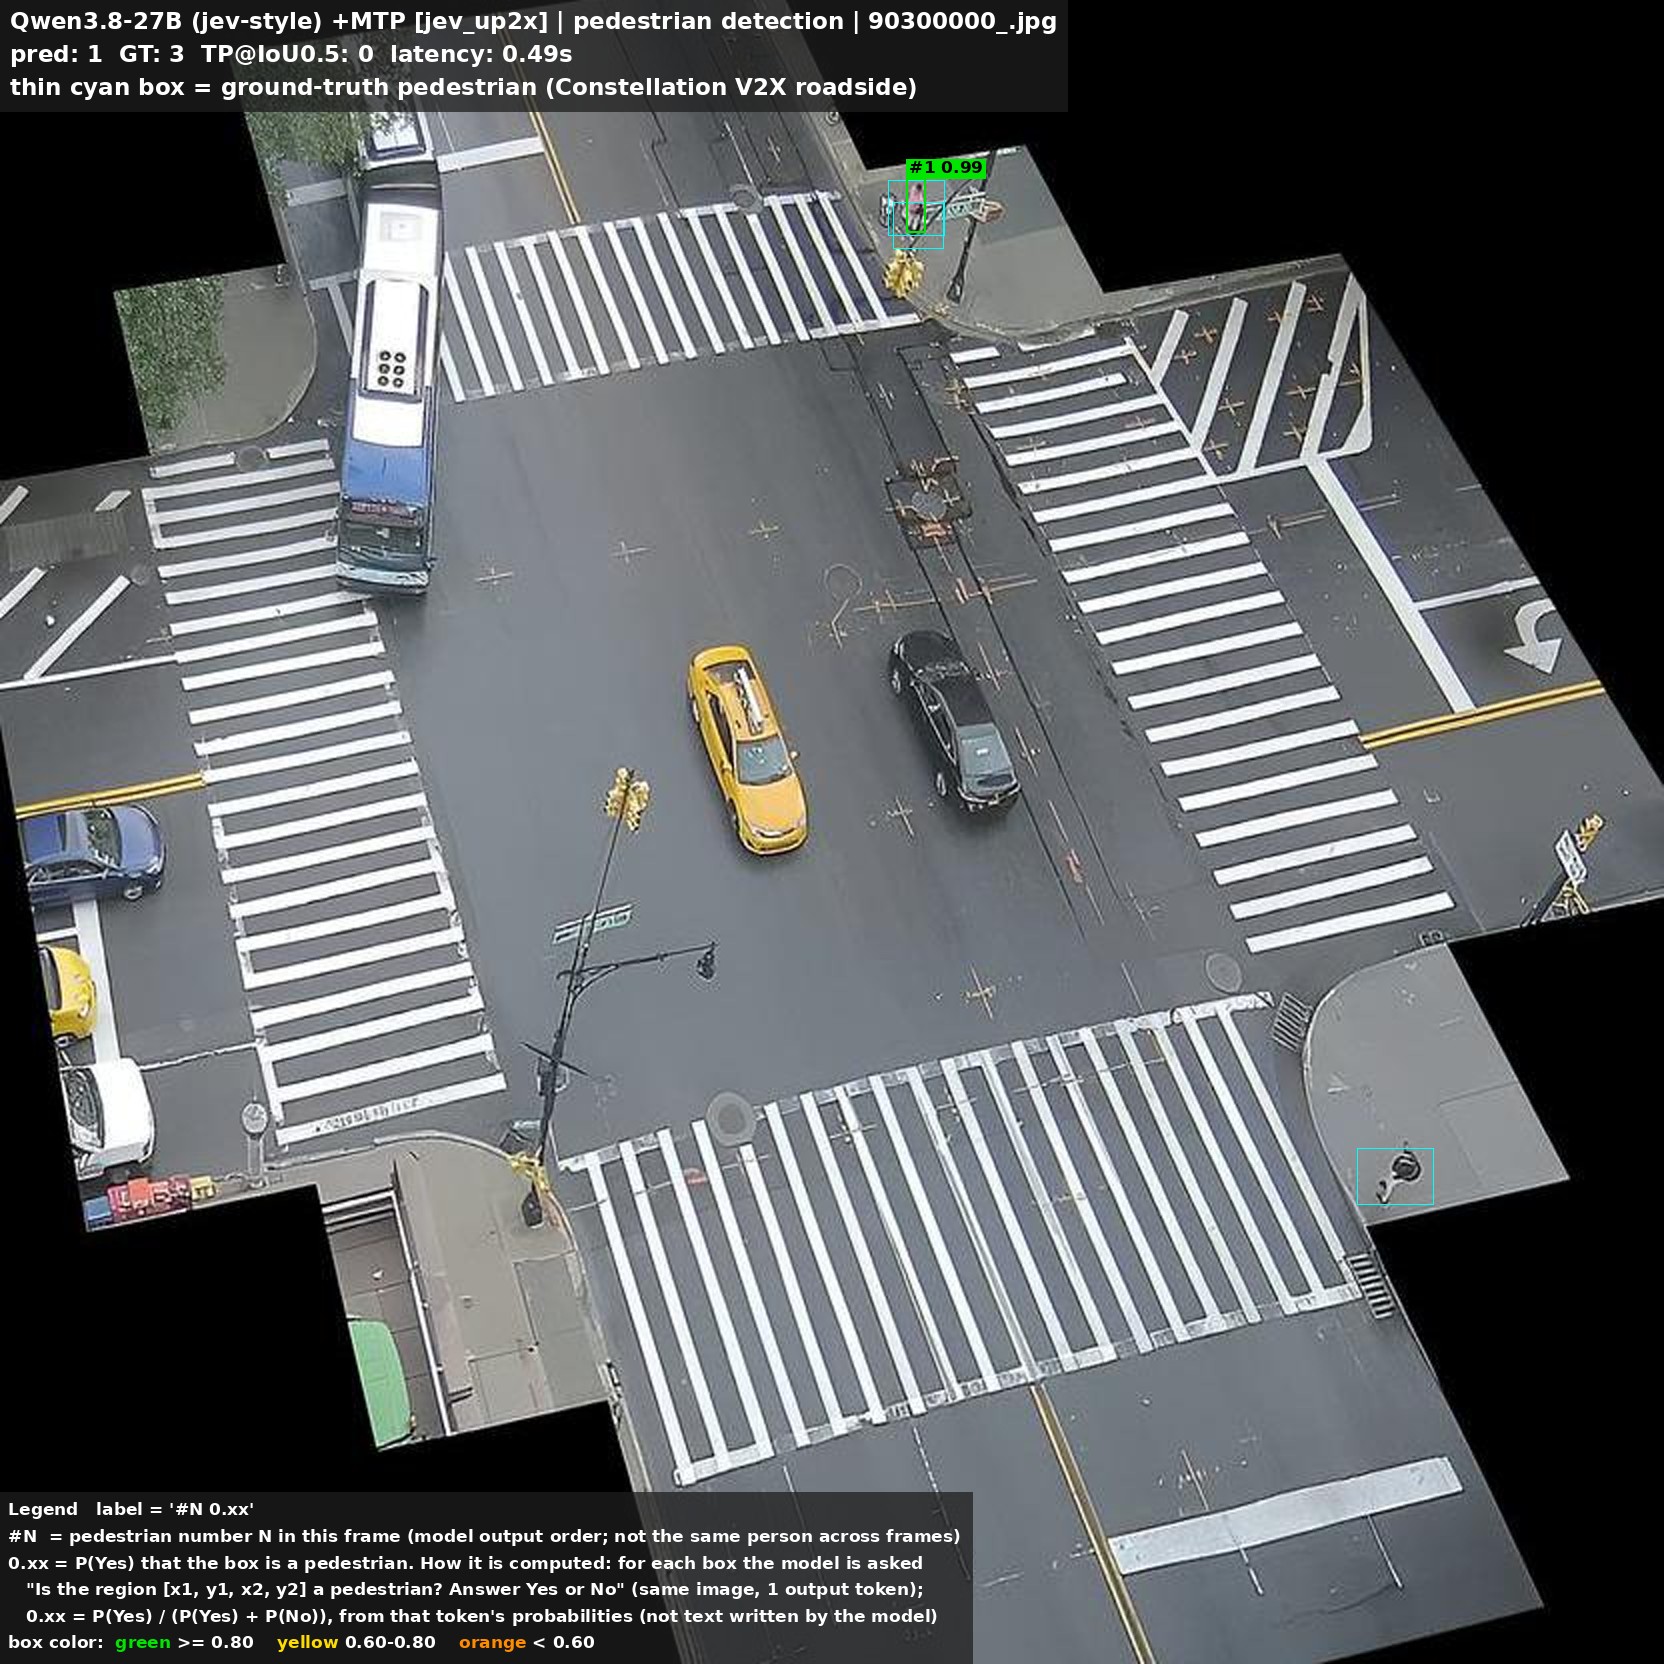 Qwen3.8-27B (jev-style) +MTP [jev_up2x] | pedestrian detection | 90300000_.jpg
pred: 1  GT: 3  TP@IoU0.5: 0  latency: 0.49s
thin cyan box = ground-truth pedestrian (Constellation V2X roadside)
#1 0.99
Legend   label = '#N 0.xx'
#N  = pedestrian number N in this frame (model output order; not the same person across frames)
0.xx = P(Yes) that the box is a pedestrian. How it is computed: for each box the model is asked
"Is the region [x1, y1, x2, y2] a pedestrian? Answer Yes or No" (same image, 1 output token);
0.xx = P(Yes) / (P(Yes) + P(No)), from that token's probabilities (not text written by the model)
box color:  green >= 0.80    yellow 0.60-0.80    orange < 0.60